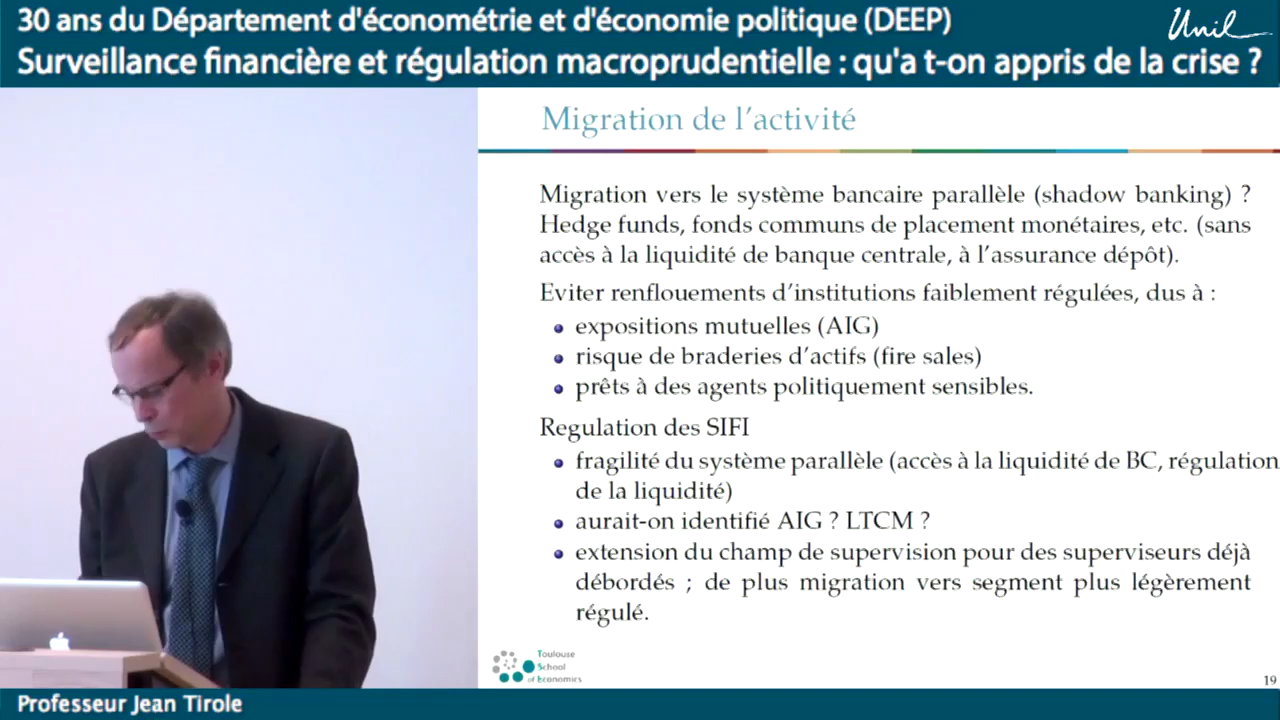 30 ans du Département d'économétrie et d'économie politique (DEEP)
Unil
Surveillance financière et régulation macroprudentielle : qu'a t-on appris de la crise ?
Migration de l'activité
Migration vers le système bancaire parallèle (shadow banking) ?
Hedge funds, fonds communs de placement monétaires, etc. (sans
accès à la liquidité de banque centrale, à l'assurance dépôt).
Eviter renflouements d'institutions faiblement régulées, dus à :
expositions mutuelles (AIG)
risque de braderies d'actifs (fire sales)
prêts à des agents politiquement sensibles.
Regulation des SIFI
fragilité du système parallèle (accès à la liquidité de BC, régulation
de la liquidité)
aurait-on identifié AIG ? LTCM ?
extension du champ de supervision pour des superviseurs déjà
débordés ; de plus migration vers segment plus légèrement
régulé.
Toulouse
School
of Economics
19
Professeur Jean Tirole